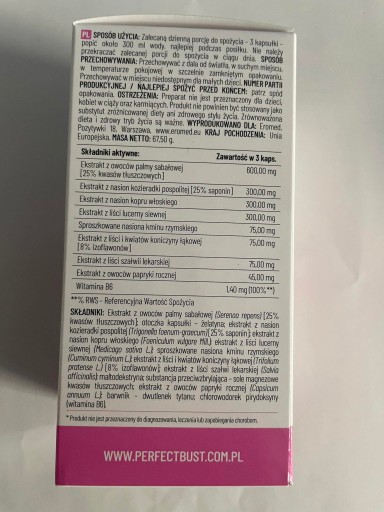 PL SPOSÓB UŻYCIA: Zalecaną dzienną porcję do spożycia - 3 kapsułki -
popić około 300 ml wody, najlepiej podczas posiłku. Nie należy
przekraczać zalecanej porcji do spożycia w ciągu dnia. SPOSÓB
PRZECHOWYWANIA: Przechowywać z dala od światła, w suchym miejscu,
w temperaturze pokojowej w szczelnie zamkniętym opakowaniu.
Przechowywać w miejscu niedostępnym dla małych dzieci. NUMER PARTII
PRODUKCYJNEJ / NAJLEPIEJ SPOŻYĆ PRZED KOŃCEM: patrz spód
opakowania. OSTRZEŻENIA: Preparat nie jest przeznaczony dla dzieci,
kobiet w ciąży oraz karmiących. Produkt nie powinien być stosowany jako
substytut zróżnicowanej diety ani zdrowego stylu życia. Zrównoważona
dieta i zdrowy tryb życia są ważne. WYPRODUKOWANO DLA: Eromed,
Pozytywki 18, Warszawa, www.eromed.eu KRAJ POCHODZENIA: Unia
Europejska. MASA NETTO: 67,50 g.
Składniki aktywne: Zawartość w 3 kaps.
Ekstrakt z owoców palmy sabałowej 600,00 mg
[25% kwasów tłuszczowych]
Ekstrakt z nasion kozieradki pospolitej [25% saponin] 300,00 mg
Ekstrakt z nasion kopru włoskiego 300,00 mg
Ekstrakt z liści lucerny siewnej 300,00 mg
Sproszkowane nasiona kminu rzymskiego 75,00 mg
Ekstrakt z liści i kwiatów koniczyny łąkowej 75,00 mg
[8% izoflawonów]
Ekstrakt z liści szałwii lekarskiej 75,00 mg
Ekstrakt z owoców papryki rocznej 45,00 mg
Witamina B6 1,40 mg (100%**)
**% RWS - Referencyjna Wartość Spożycia
SKŁADNIKI: Ekstrakt z owoców palmy sabałowej (Serenoa repens) [25%
kwasów tłuszczowych]; otoczka kapsułki - żelatyna; ekstrakt z nasion
kozieradki pospolitej (Trigonella foenum-graecum) [25% saponin]; ekstrakt z
nasion kopru włoskiego (Foeniculum vulgare Mill.); ekstrakt z liści lucerny
siewnej (Medicago sativa L.); sproszkowane nasiona kminu rzymskiego
(Cuminum cyminum L.); ekstrakt z liści i kwiatów koniczyny łąkowej (Trifolium
pratense L.) [8% izoflawonów]; ekstrakt z liści szałwii lekarskiej (Salvia
officinalis); maltodekstryna; substancja przeciwzbrylająca - sole magnezowe
kwasów tłuszczowych; ekstrakt z owoców papryki rocznej (Capsicum
annuum L.); barwnik - dwutlenek tytanu; chlorowodorek pirydoksyny
(witamina B6).
* Produkt nie jest przeznaczony do diagnozowania, leczenia lub zapobiegania chorobom.
WWW.PERFECTBUST.COM.PL